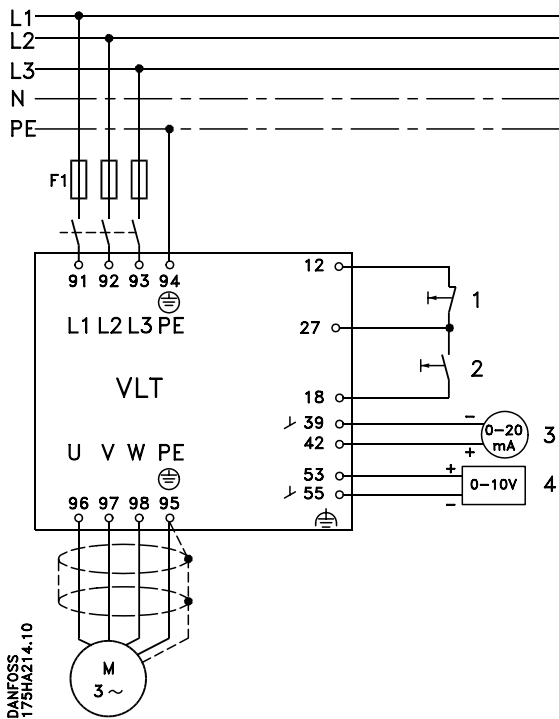 L1
L2
L3
N
PE
F1
91 92 93 94
L1 L2 L3 PE
VLT
U V W PE
96 97 98 95
12
27
18
39
42
53
55
1
2
-
0-20
mA
+
3
+
0-10V
-
4
M
3~
DANFOSS
175HA214.10